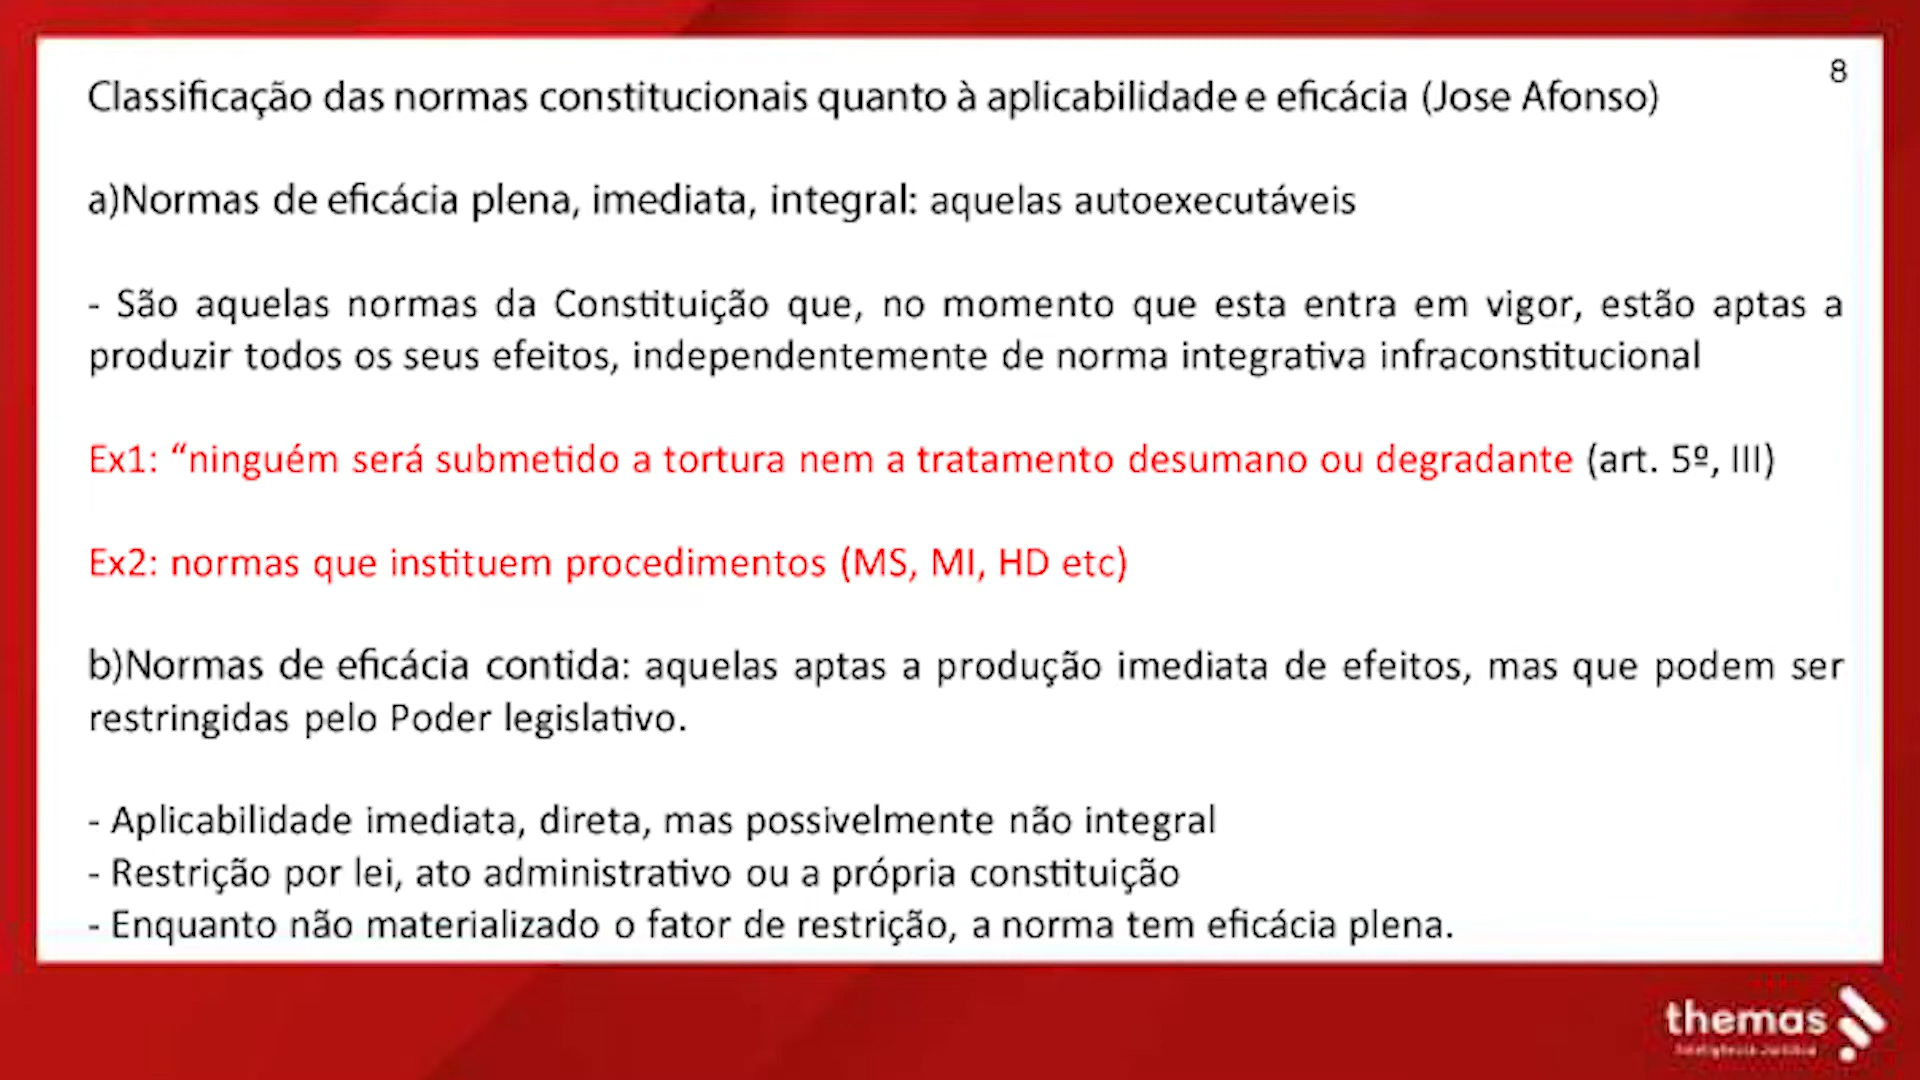 8
Classificação das normas constitucionais quanto à aplicabilidade e eficácia (Jose Afonso)
a)Normas de eficácia plena, imediata, integral: aquelas autoexecutáveis
- São aquelas normas da Constituição que, no momento que esta entra em vigor, estão aptas a
produzir todos os seus efeitos, independentemente de norma integrativa infraconstitucional
Ex1: “ninguém será submetido a tortura nem a tratamento desumano ou degradante (art. 5º, III)
Ex2: normas que instituem procedimentos (MS, MI, HD etc)
b)Normas de eficácia contida: aquelas aptas a produção imediata de efeitos, mas que podem ser
restringidas pelo Poder legislativo.
- Aplicabilidade imediata, direta, mas possivelmente não integral
- Restrição por lei, ato administrativo ou a própria constituição
- Enquanto não materializado o fator de restrição, a norma tem eficácia plena.
themas